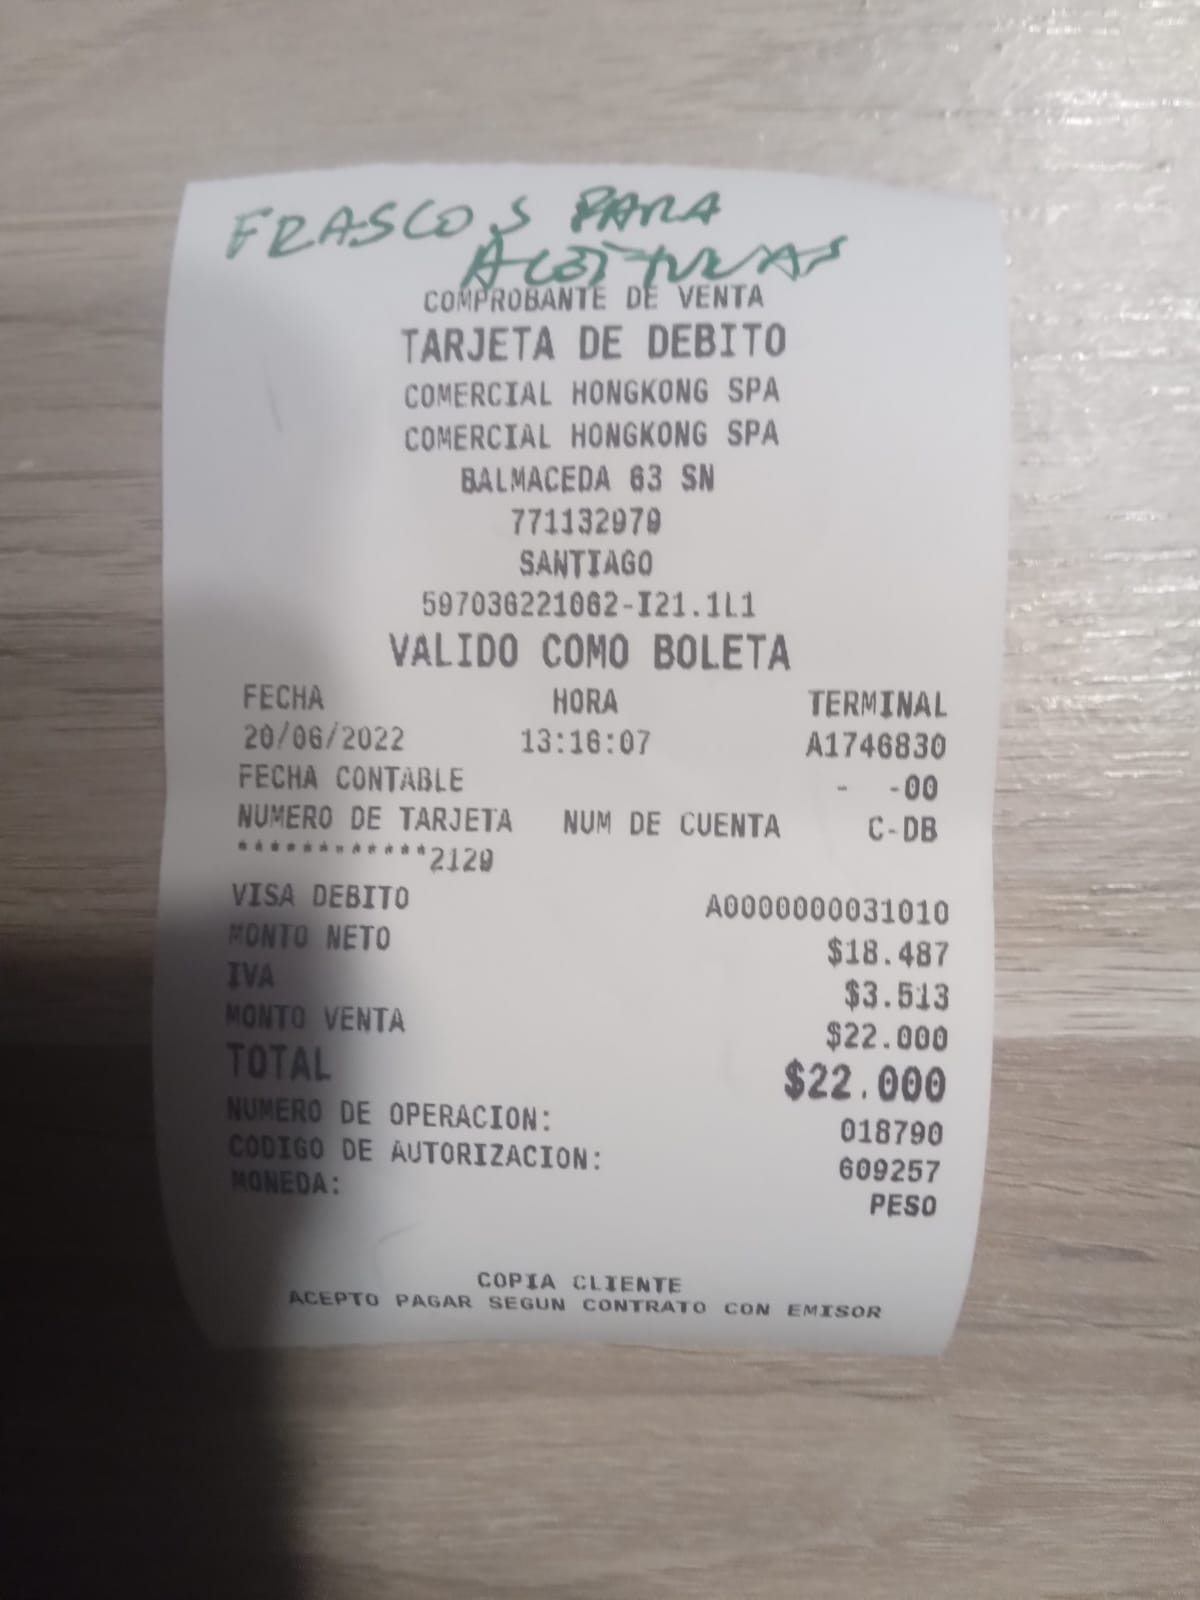 FRASCOS PARA
COMPROBANTE DE VENTA
TARJETA DE DEBITO
COMERCIAL HONGKONG SPA
COMERCIAL HONGKONG SPA
BALMACEDA 63 SN
771132979
SANTIAGO
597036221062-I21.1L1
VALIDO COMO BOLETA
FECHA HORA TERMINAL
20/06/2022 13:16:07 A1746830
FECHA CONTABLE - -00
NUMERO DE TARJETA NUM DE CUENTA C-DB
************2129
VISA DEBITO A0000000031010
MONTO NETO $18.487
IVA $3.513
MONTO VENTA $22.000
TOTAL $22.000
NUMERO DE OPERACION: 018790
CODIGO DE AUTORIZACION: 609257
MONEDA: PESO
COPIA CLIENTE
ACEPTO PAGAR SEGUN CONTRATO CON EMISOR